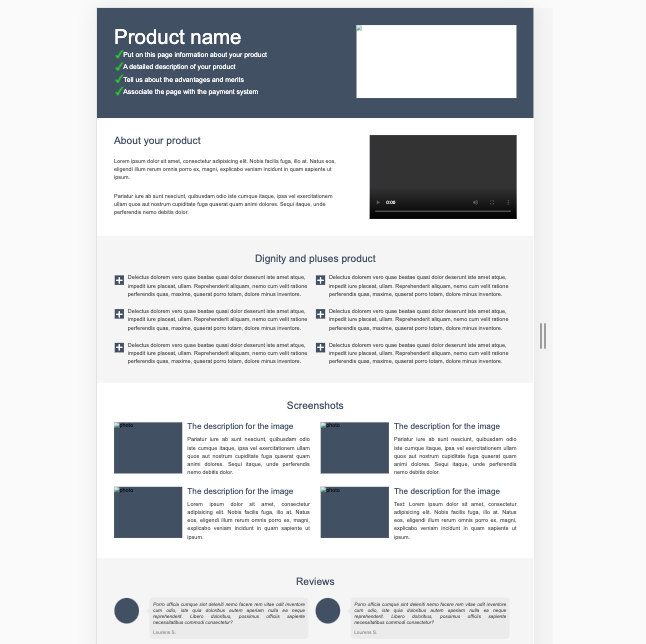 Product name
Put on this page information about your product
A detailed description of your product
Tell us about the advantages and merits
Associate the page with the payment system
About your product
Lorem ipsum dolor sit amet, consectetur adipisicing elit. Nobis facilis fuga, illo at. Natus eos,
eligendi illum rerum omnis porro ex, magni, explicabo veniam incidunt in quam sapiente ut
ipsum.
Pariatur iure ab sunt nesciunt, quibusdam odio iste cumque itaque, ipsa vel exercitationem
ullam quos aut nostrum cupiditate fuga quaerat quam animi dolores. Sequi itaque, unde
perferendis nemo debitis dolor.
0:00
Dignity and pluses product
Delectus dolorem vero quae beatae quasi dolor deserunt iste amet atque,
impedit iure placeat, ullam. Reprehenderit aliquam, nemo cum velit ratione
perferendis quas, maxime, quaerat porro totam, dolore minus inventore.
Delectus dolorem vero quae beatae quasi dolor deserunt iste amet atque,
impedit iure placeat, ullam. Reprehenderit aliquam, nemo cum velit ratione
perferendis quas, maxime, quaerat porro totam, dolore minus inventore.
Delectus dolorem vero quae beatae quasi dolor deserunt iste amet atque,
impedit iure placeat, ullam. Reprehenderit aliquam, nemo cum velit ratione
perferendis quas, maxime, quaerat porro totam, dolore minus inventore.
Delectus dolorem vero quae beatae quasi dolor deserunt iste amet atque,
impedit iure placeat, ullam. Reprehenderit aliquam, nemo cum velit ratione
perferendis quas, maxime, quaerat porro totam, dolore minus inventore.
Delectus dolorem vero quae beatae quasi dolor deserunt iste amet atque,
impedit iure placeat, ullam. Reprehenderit aliquam, nemo cum velit ratione
perferendis quas, maxime, quaerat porro totam, dolore minus inventore.
Delectus dolorem vero quae beatae quasi dolor deserunt iste amet atque,
impedit iure placeat, ullam. Reprehenderit aliquam, nemo cum velit ratione
perferendis quas, maxime, quaerat porro totam, dolore minus inventore.
Screenshots
photo
The description for the image
Pariatur iure ab sunt nesciunt, quibusdam odio
iste cumque itaque, ipsa vel exercitationem
ullam quos aut nostrum cupiditate fuga quaerat quam
animi dolores. Sequi itaque, unde perferendis
nemo debitis dolor.
photo
The description for the image
Pariatur iure ab sunt nesciunt, quibusdam odio
iste cumque itaque, ipsa vel exercitationem
ullam quos aut nostrum cupiditate fuga quaerat quam
animi dolores. Sequi itaque, unde perferendis
nemo debitis dolor.
photo
The description for the image
Lorem ipsum dolor sit amet, consectetur
adipisicing elit. Nobis facilis fuga, illo at. Natus
eos, eligendi illum rerum omnis porro ex, magni,
explicabo veniam incidunt in quam sapiente ut
ipsum.
photo
The description for the image
Text Lorem ipsum dolor sit amet, consectetur
adipisicing elit. Nobis facilis fuga, illo at. Natus
eos, eligendi illum rerum omnis porro ex, magni,
explicabo veniam incidunt in quam sapiente ut
ipsum.
Reviews
Porro officia cumque sint deleniti nemo facere rem vitae odit inventore
cum odio, iste quia doloribus autem aperiam nulla ea neque
reprehenderit. Libero doloribus, possimus officiis sapiente
necessitatibus commodi consectetur?
Lourens S.
Porro officia cumque sint deleniti nemo facere rem vitae odit inventore
cum odio, iste quia doloribus autem aperiam nulla ea neque
reprehenderit. Libero doloribus, possimus officiis sapiente
necessitatibus commodi consectetur?
Lourens S.